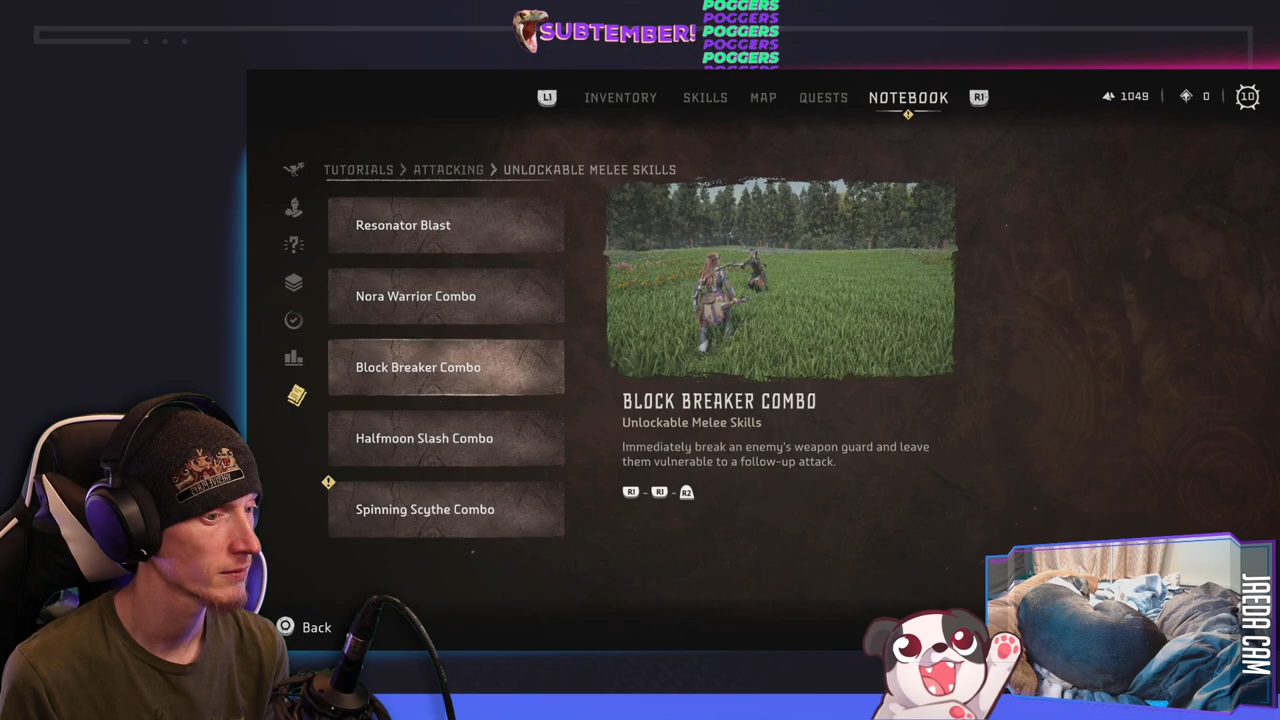 SUBTEMBER!
POGGERS
POGGERS
POGGERS
POGGERS
POGGERS
L1
INVENTORY
SKILLS
MAP
QUESTS
NOTEBOOK
R1
1049
0
10
TUTORIALS > ATTACKING > UNLOCKABLE MELEE SKILLS
Resonator Blast
Nora Warrior Combo
Block Breaker Combo
Halfmoon Slash Combo
Spinning Scythe Combo
BLOCK BREAKER COMBO
Unlockable Melee Skills
Immediately break an enemy's weapon guard and leave
them vulnerable to a follow-up attack.
R1 - R1 - R2
Back
JAEDA CAM